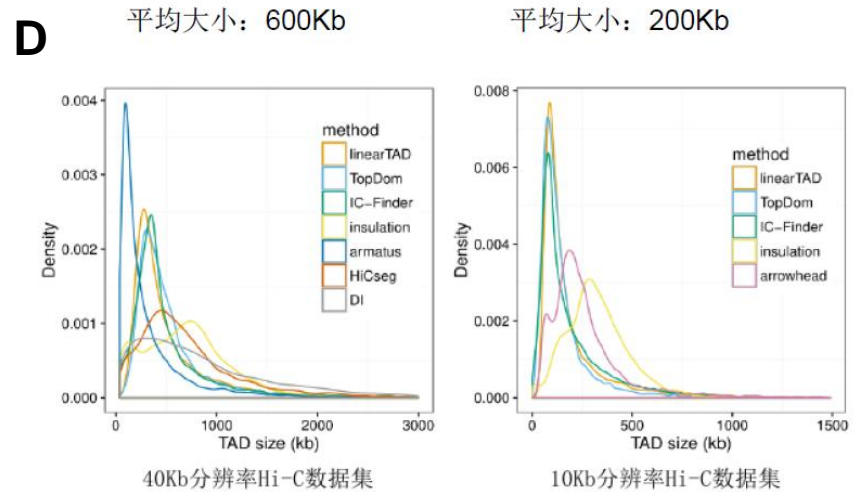 D
平均大小：600Kb
平均大小：200Kb
0.004
0.003
0.002
0.001
0.000
Density
method
linearTAD
TopDom
IC−Finder
insulation
armatus
HiCseg
DI
0
1000
2000
3000
TAD size (kb)
40Kb分辨率Hi-C数据集
0.008
0.006
0.004
0.002
0.000
Density
method
linearTAD
TopDom
IC−Finder
insulation
arrowhead
0
500
1000
1500
TAD size (kb)
10Kb分辨率Hi-C数据集